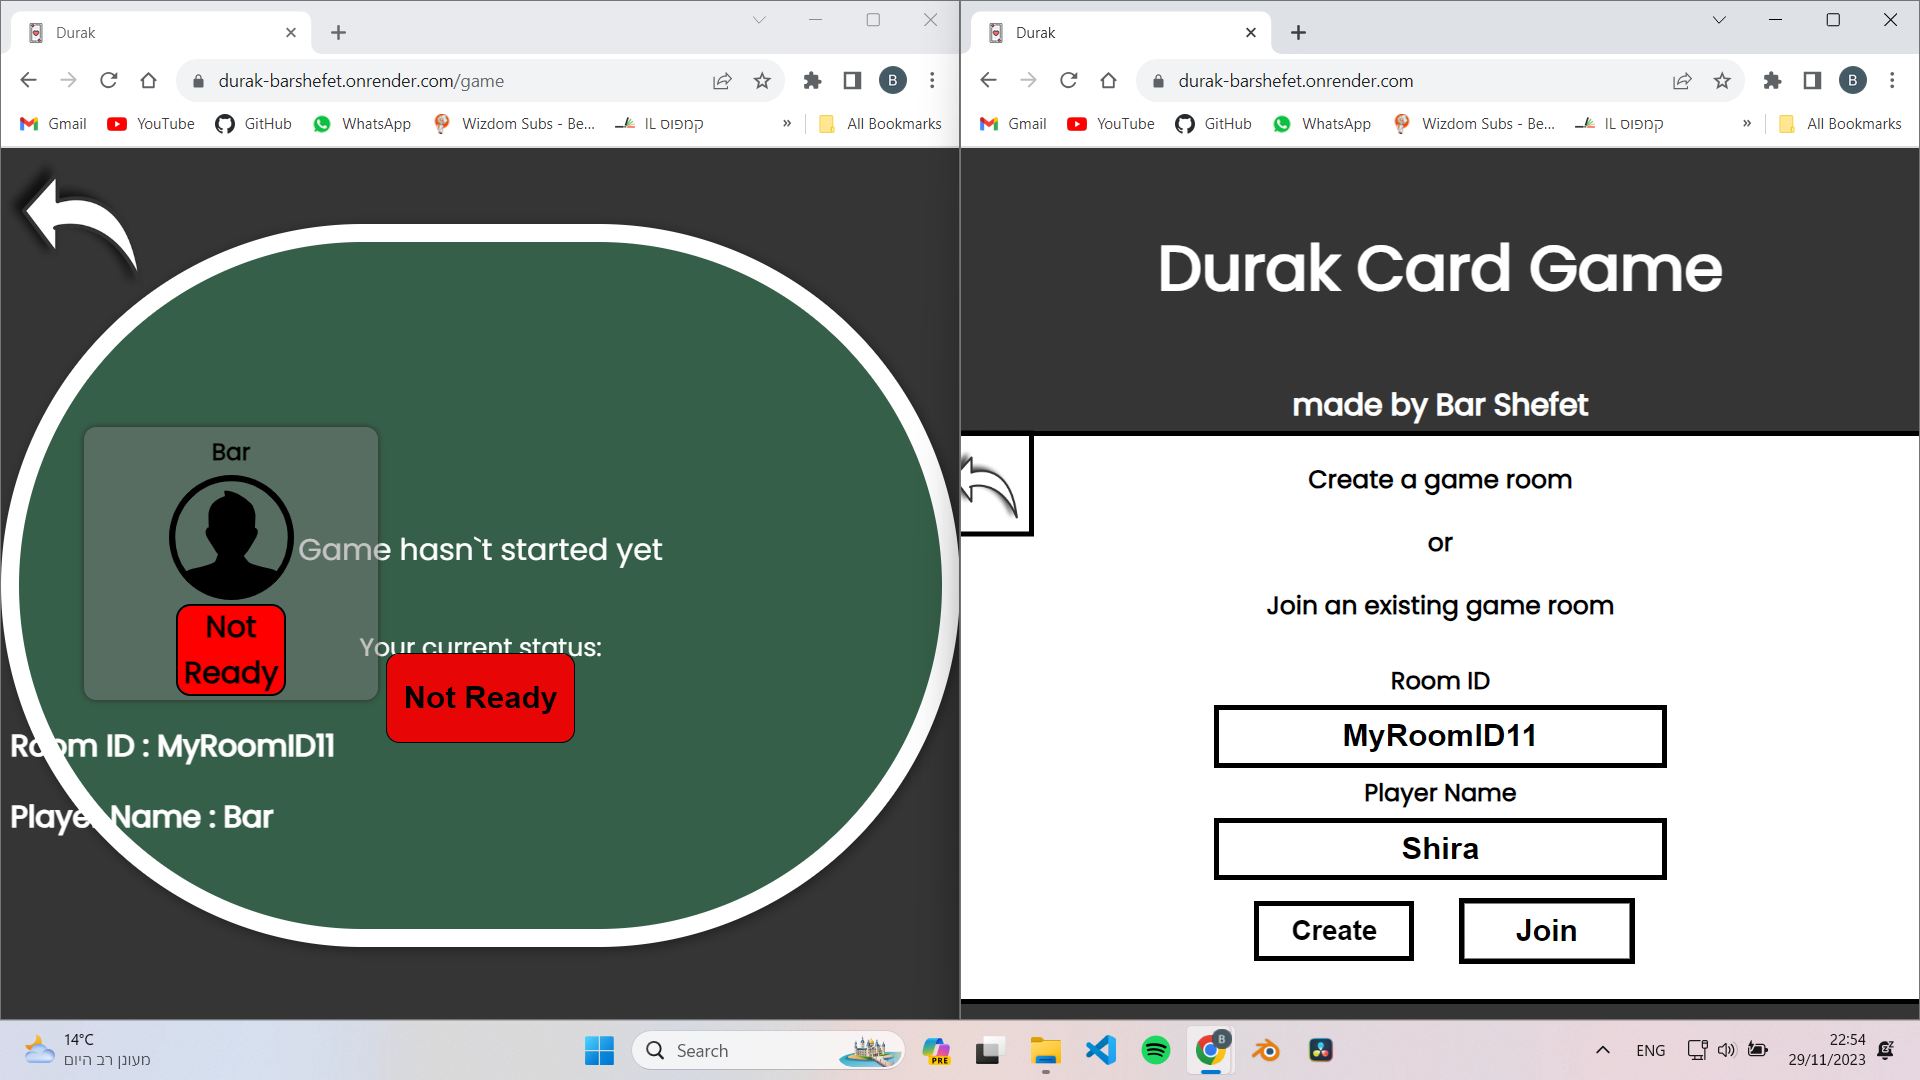 Durak
durak-barshefet.onrender.com/game
B
Gmail
YouTube
GitHub
WhatsApp
Wizdom Subs - Be...
קמפוס IL
»
All Bookmarks
Bar
Not
Ready
Game hasn`t started yet
Your current status:
Not Ready
Room ID : MyRoomID11
Player Name : Bar
Durak
durak-barshefet.onrender.com
B
Gmail
YouTube
GitHub
WhatsApp
Wizdom Subs - Be...
קמפוס IL
»
All Bookmarks
Durak Card Game
made by Bar Shefet
Create a game room
or
Join an existing game room
Room ID
MyRoomID11
Player Name
Shira
Create
Join
14°C
מעונן רב היום
Search
PRE
B
ENG
22:54
29/11/2023